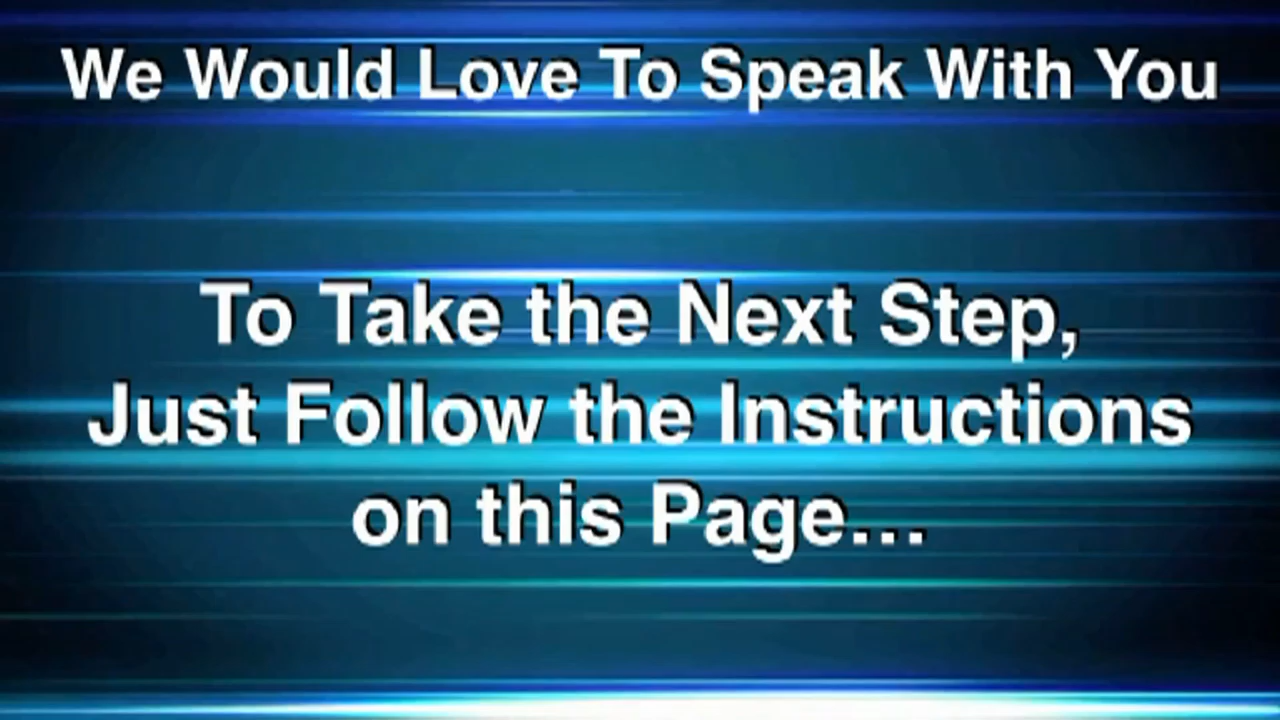 We Would Love To Speak With You
To Take the Next Step,
Just Follow the Instructions
on this Page...